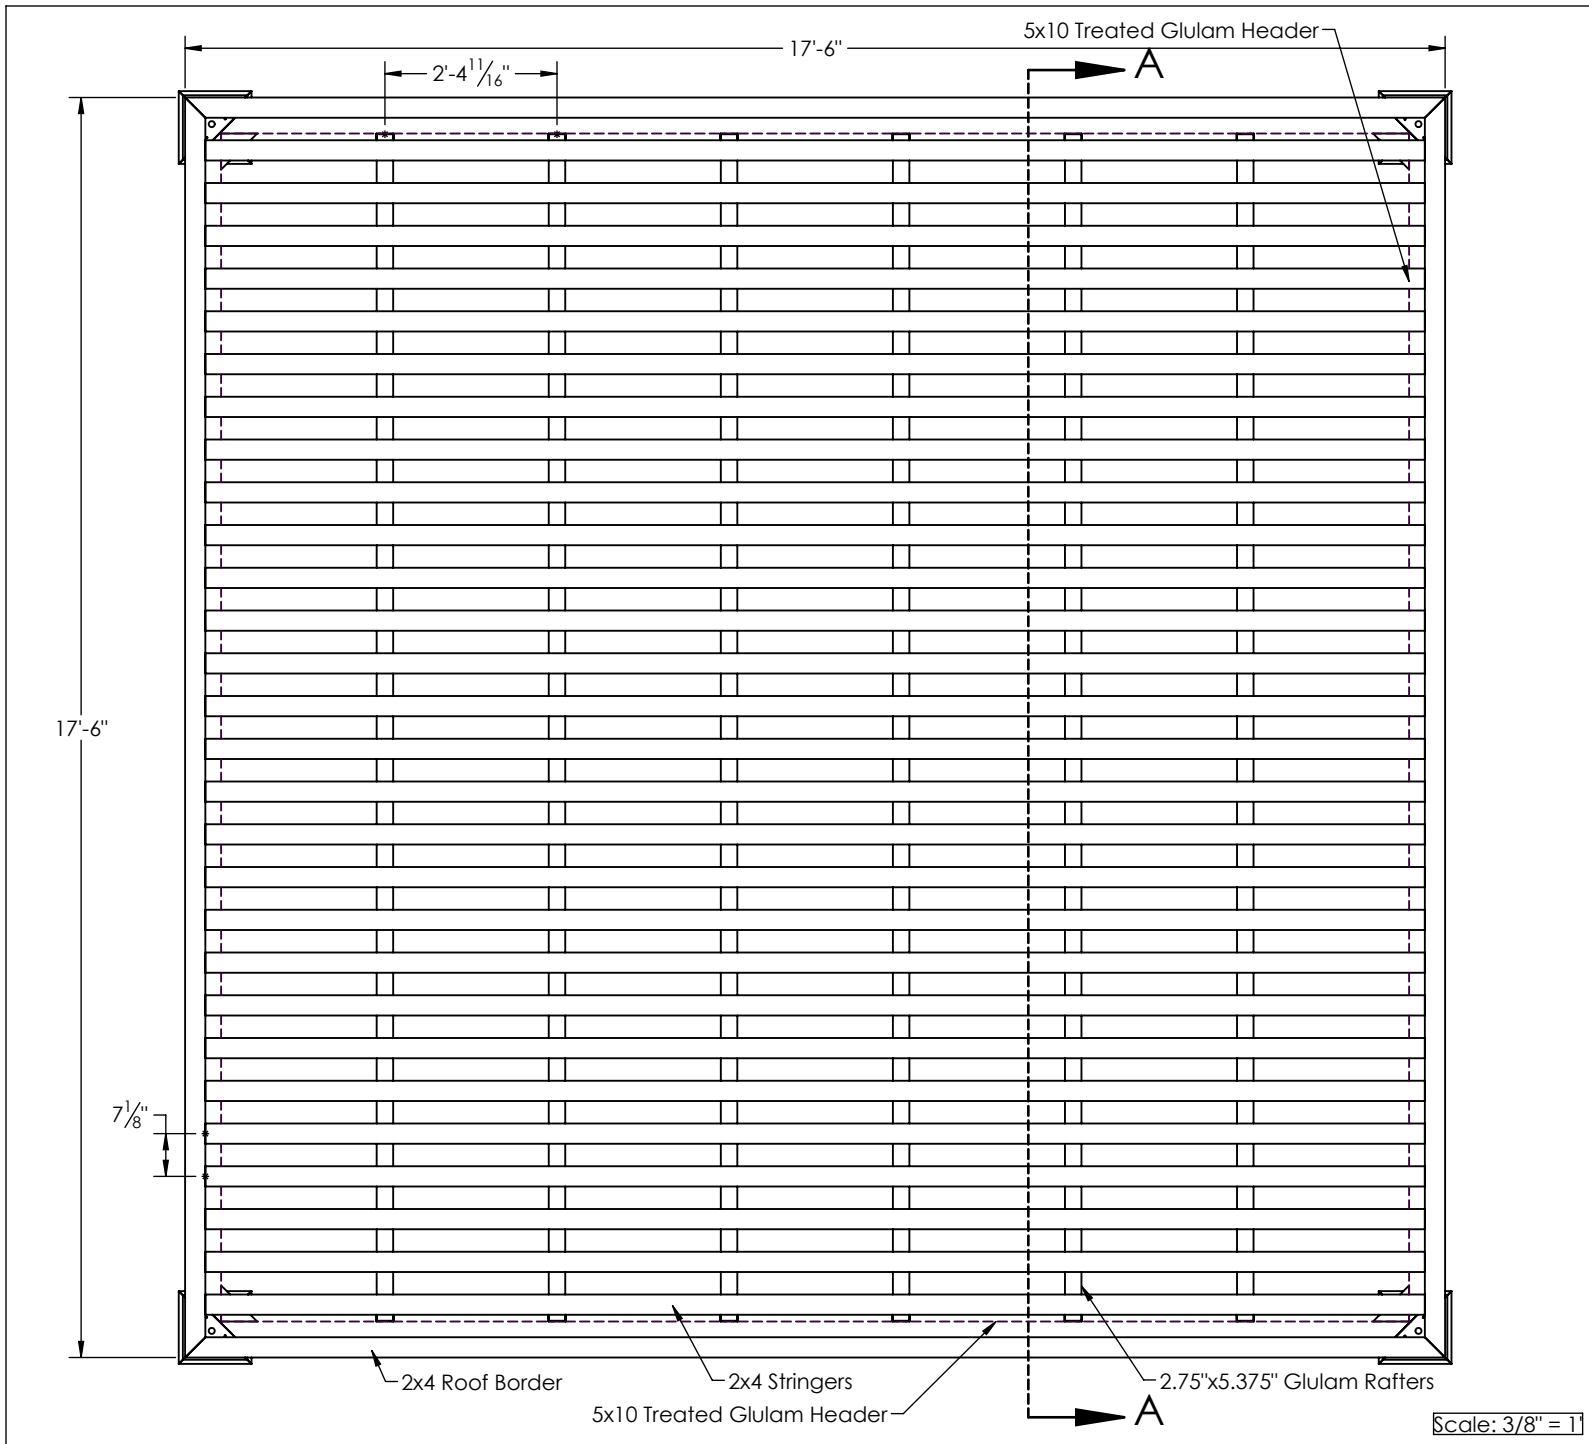 5x10 Treated Glulam Header
17'-6"
A
2'-4 11/16"
17'-6"
7 1/8"
2x4 Roof Border
2x4 Stringers
2.75"x5.375" Glulam Rafters
5x10 Treated Glulam Header
A
Scale: 3/8" = 1'